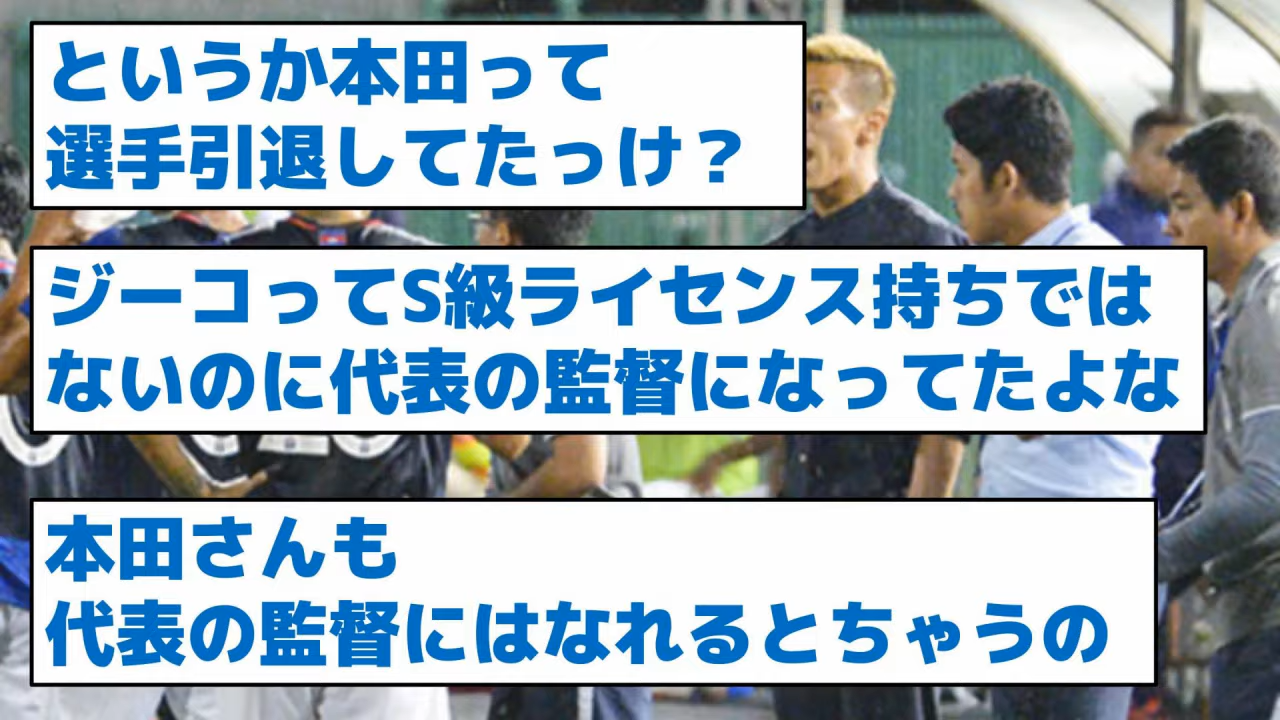 というか本田って
選手引退してたっけ？
ジーコってS級ライセンス持ちでは
ないのに代表の監督になってたよな
本田さんも
代表の監督にはなれるとちゃうの